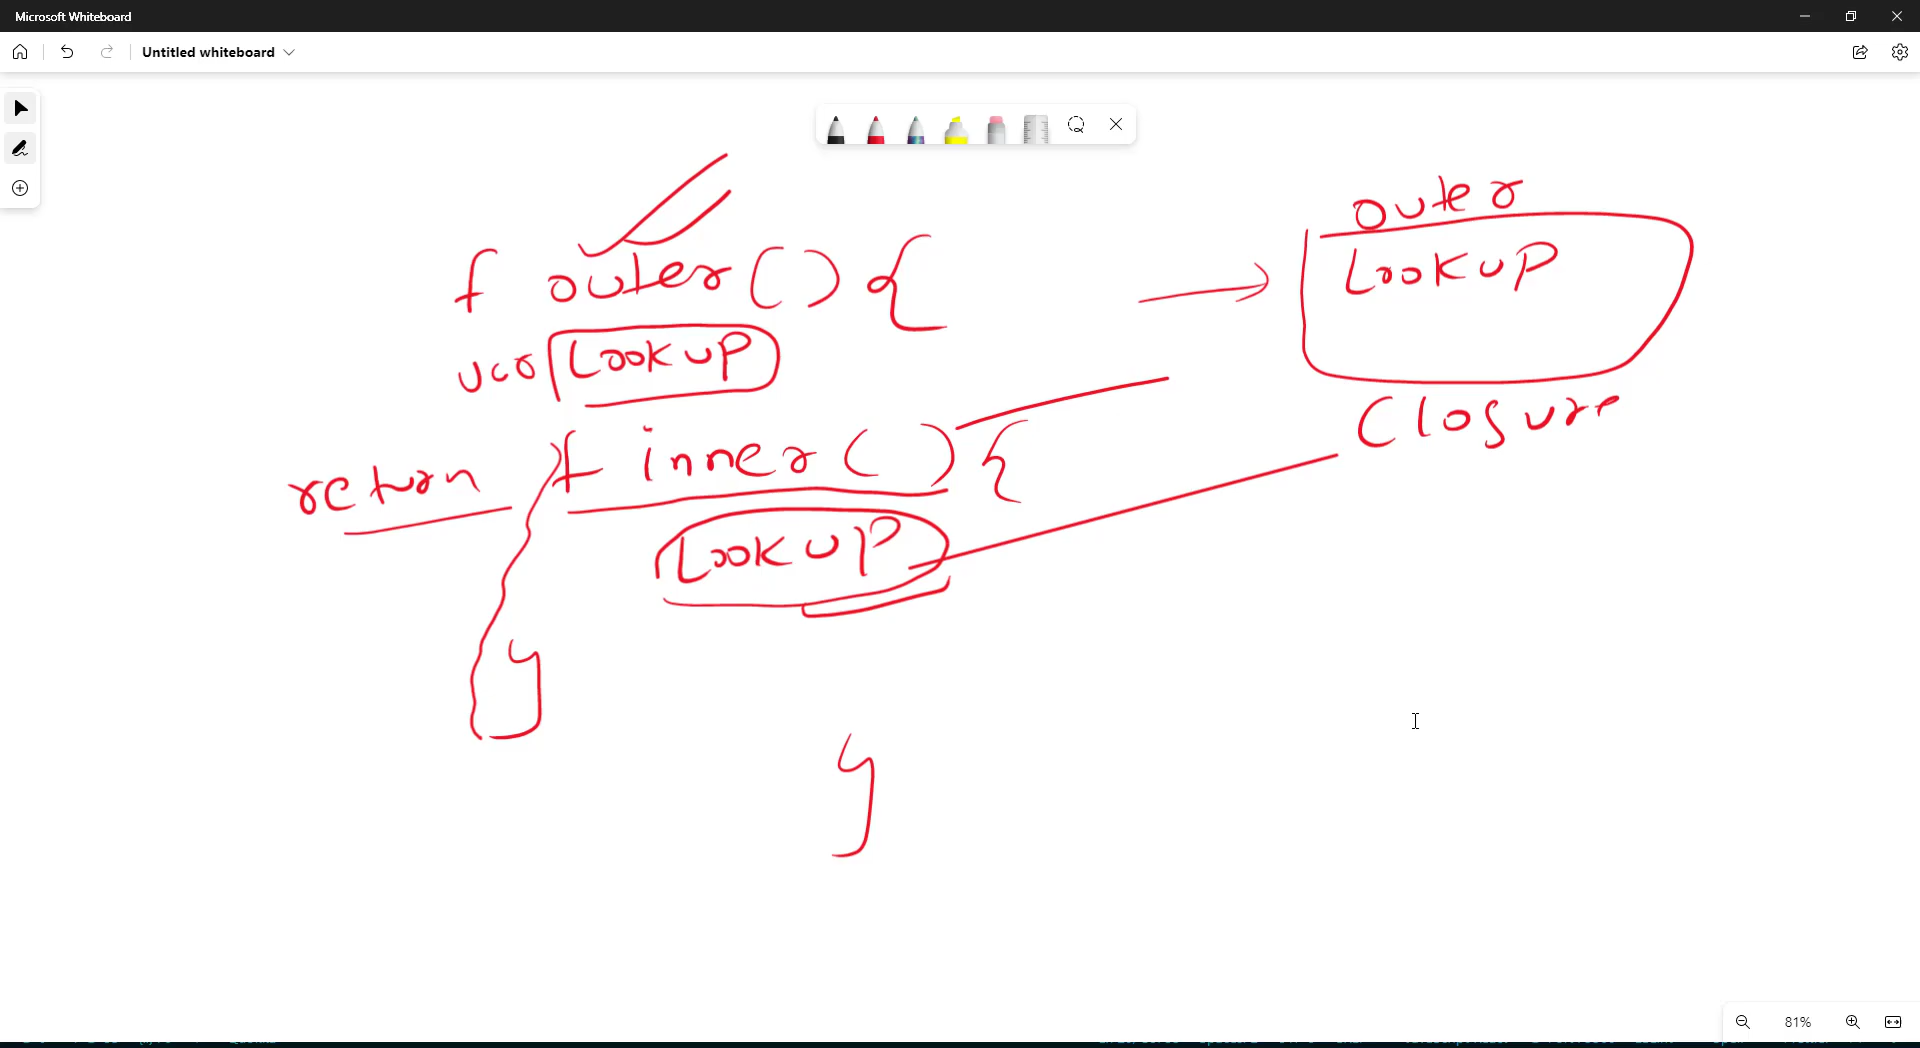 Microsoft Whiteboard
Untitled whiteboard
outer
f outer() {
Lookup
var Lookup
Closure
return f inner() {
Lookup
}
}
81%